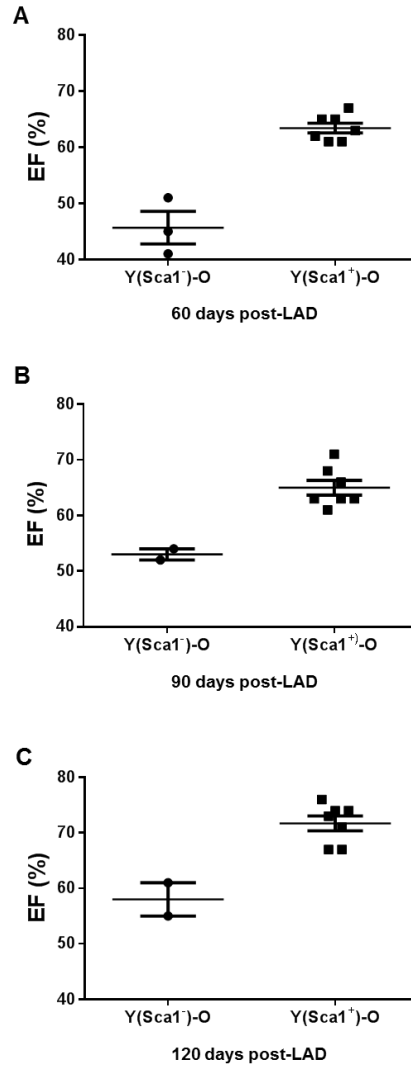 A
80
70
60
50
40
EF (%)
Y(Sca1⁻)-O Y(Sca1⁺)-O
60 days post-LAD
B
80
70
60
50
40
EF (%)
Y(Sca1⁻)-O Y(Sca1⁺⁾-O
90 days post-LAD
C
80
70
60
50
40
EF (%)
Y(Sca1⁻)-O Y(Sca1⁺)-O
120 days post-LAD